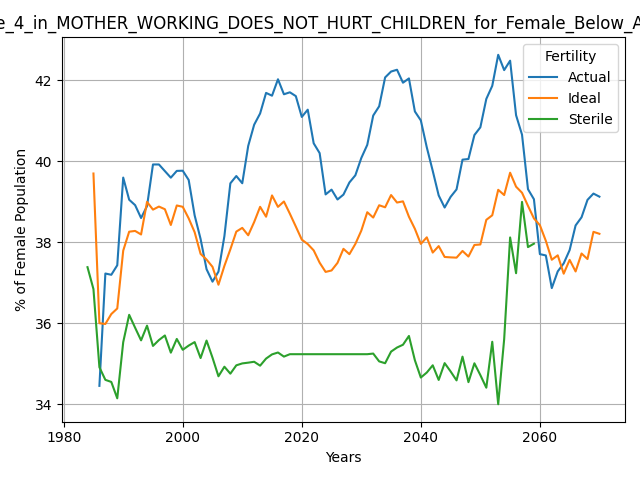 e_4_in_MOTHER_WORKING_DOES_NOT_HURT_CHILDREN_for_Female_Below_A
Fertility
Actual
Ideal
Sterile
% of Female Population
42
40
38
36
34
1980
2000
2020
2040
2060
Years